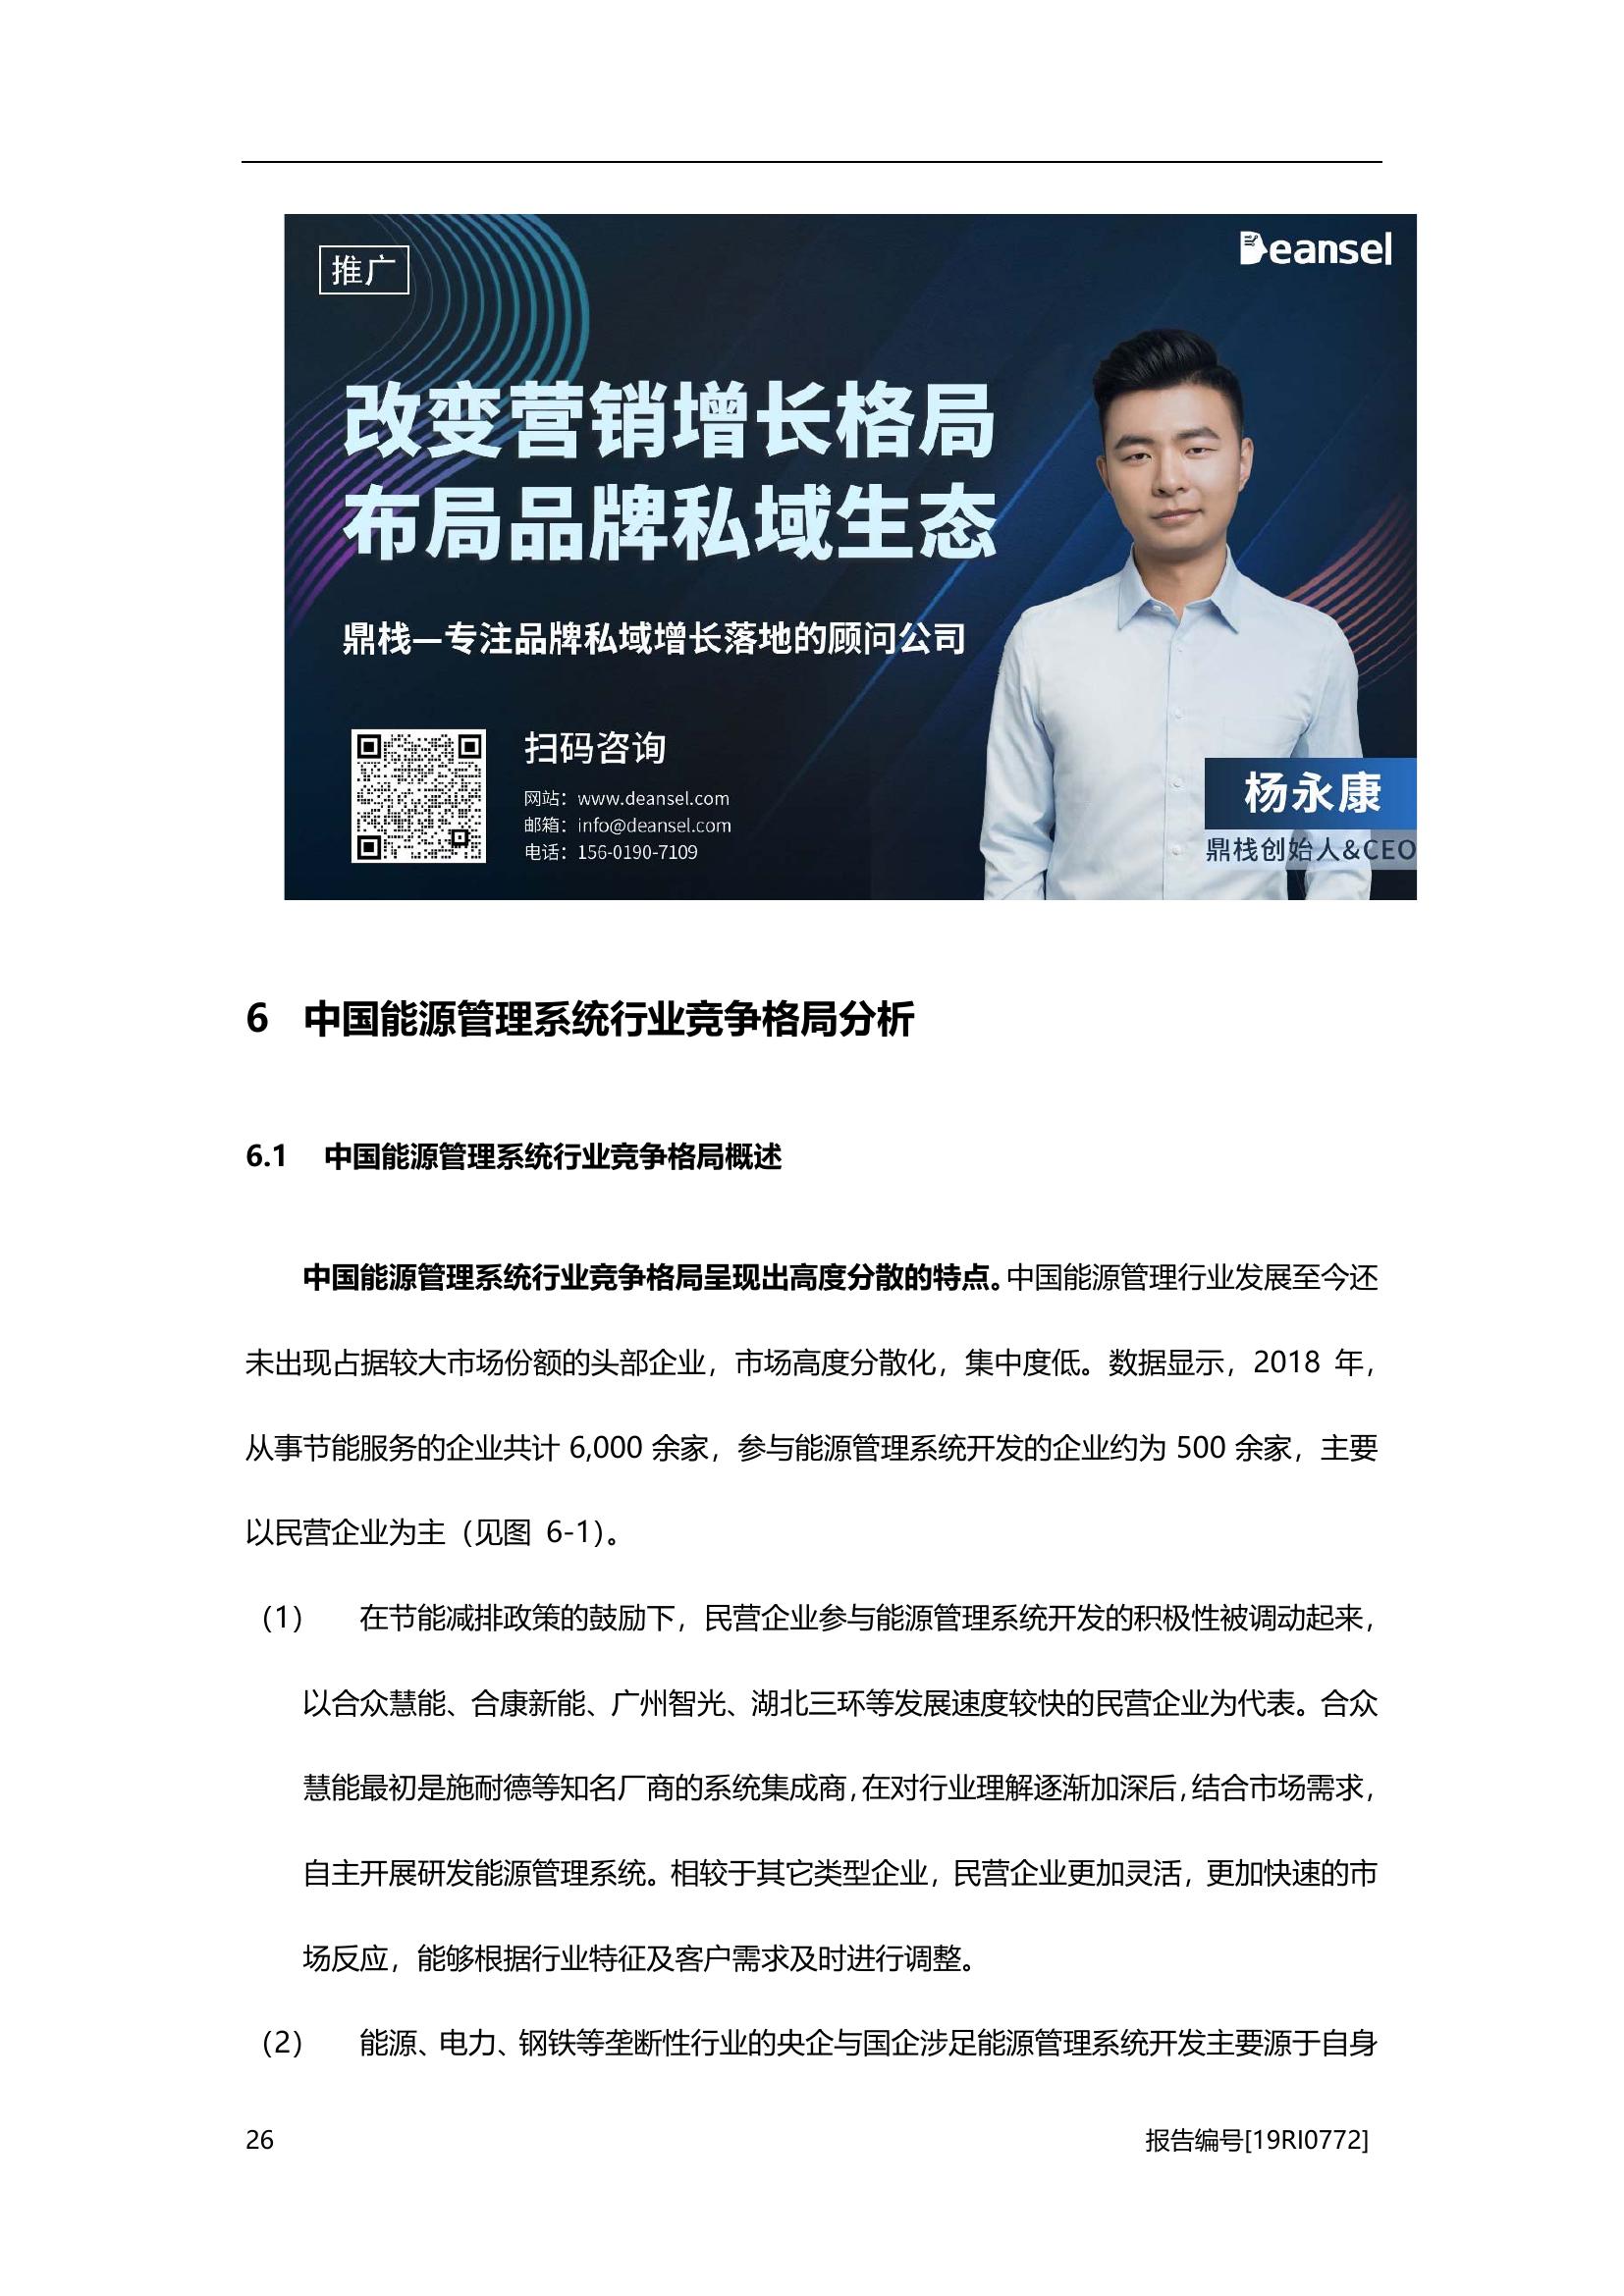 推广
Deansel
改变营销增长格局
布局品牌私域生态
鼎栈—专注品牌私域增长落地的顾问公司
扫码咨询
网站：www.deansel.com
邮箱：info@deansel.com
电话：156-0190-7109
杨永康
鼎栈创始人&CEO
6 中国能源管理系统行业竞争格局分析
6.1 中国能源管理系统行业竞争格局概述
中国能源管理系统行业竞争格局呈现出高度分散的特点。中国能源管理行业发展至今还
未出现占据较大市场份额的头部企业，市场高度分散化，集中度低。数据显示，2018 年，
从事节能服务的企业共计 6,000 余家，参与能源管理系统开发的企业约为 500 余家，主要
以民营企业为主（见图 6-1）。
（1） 在节能减排政策的鼓励下，民营企业参与能源管理系统开发的积极性被调动起来，
以合众慧能、合康新能、广州智光、湖北三环等发展速度较快的民营企业为代表。合众
慧能最初是施耐德等知名厂商的系统集成商，在对行业理解逐渐加深后，结合市场需求，
自主开展研发能源管理系统。相较于其它类型企业，民营企业更加灵活，更加快速的市
场反应，能够根据行业特征及客户需求及时进行调整。
（2） 能源、电力、钢铁等垄断性行业的央企与国企涉足能源管理系统开发主要源于自身
26 报告编号[19RI0772]